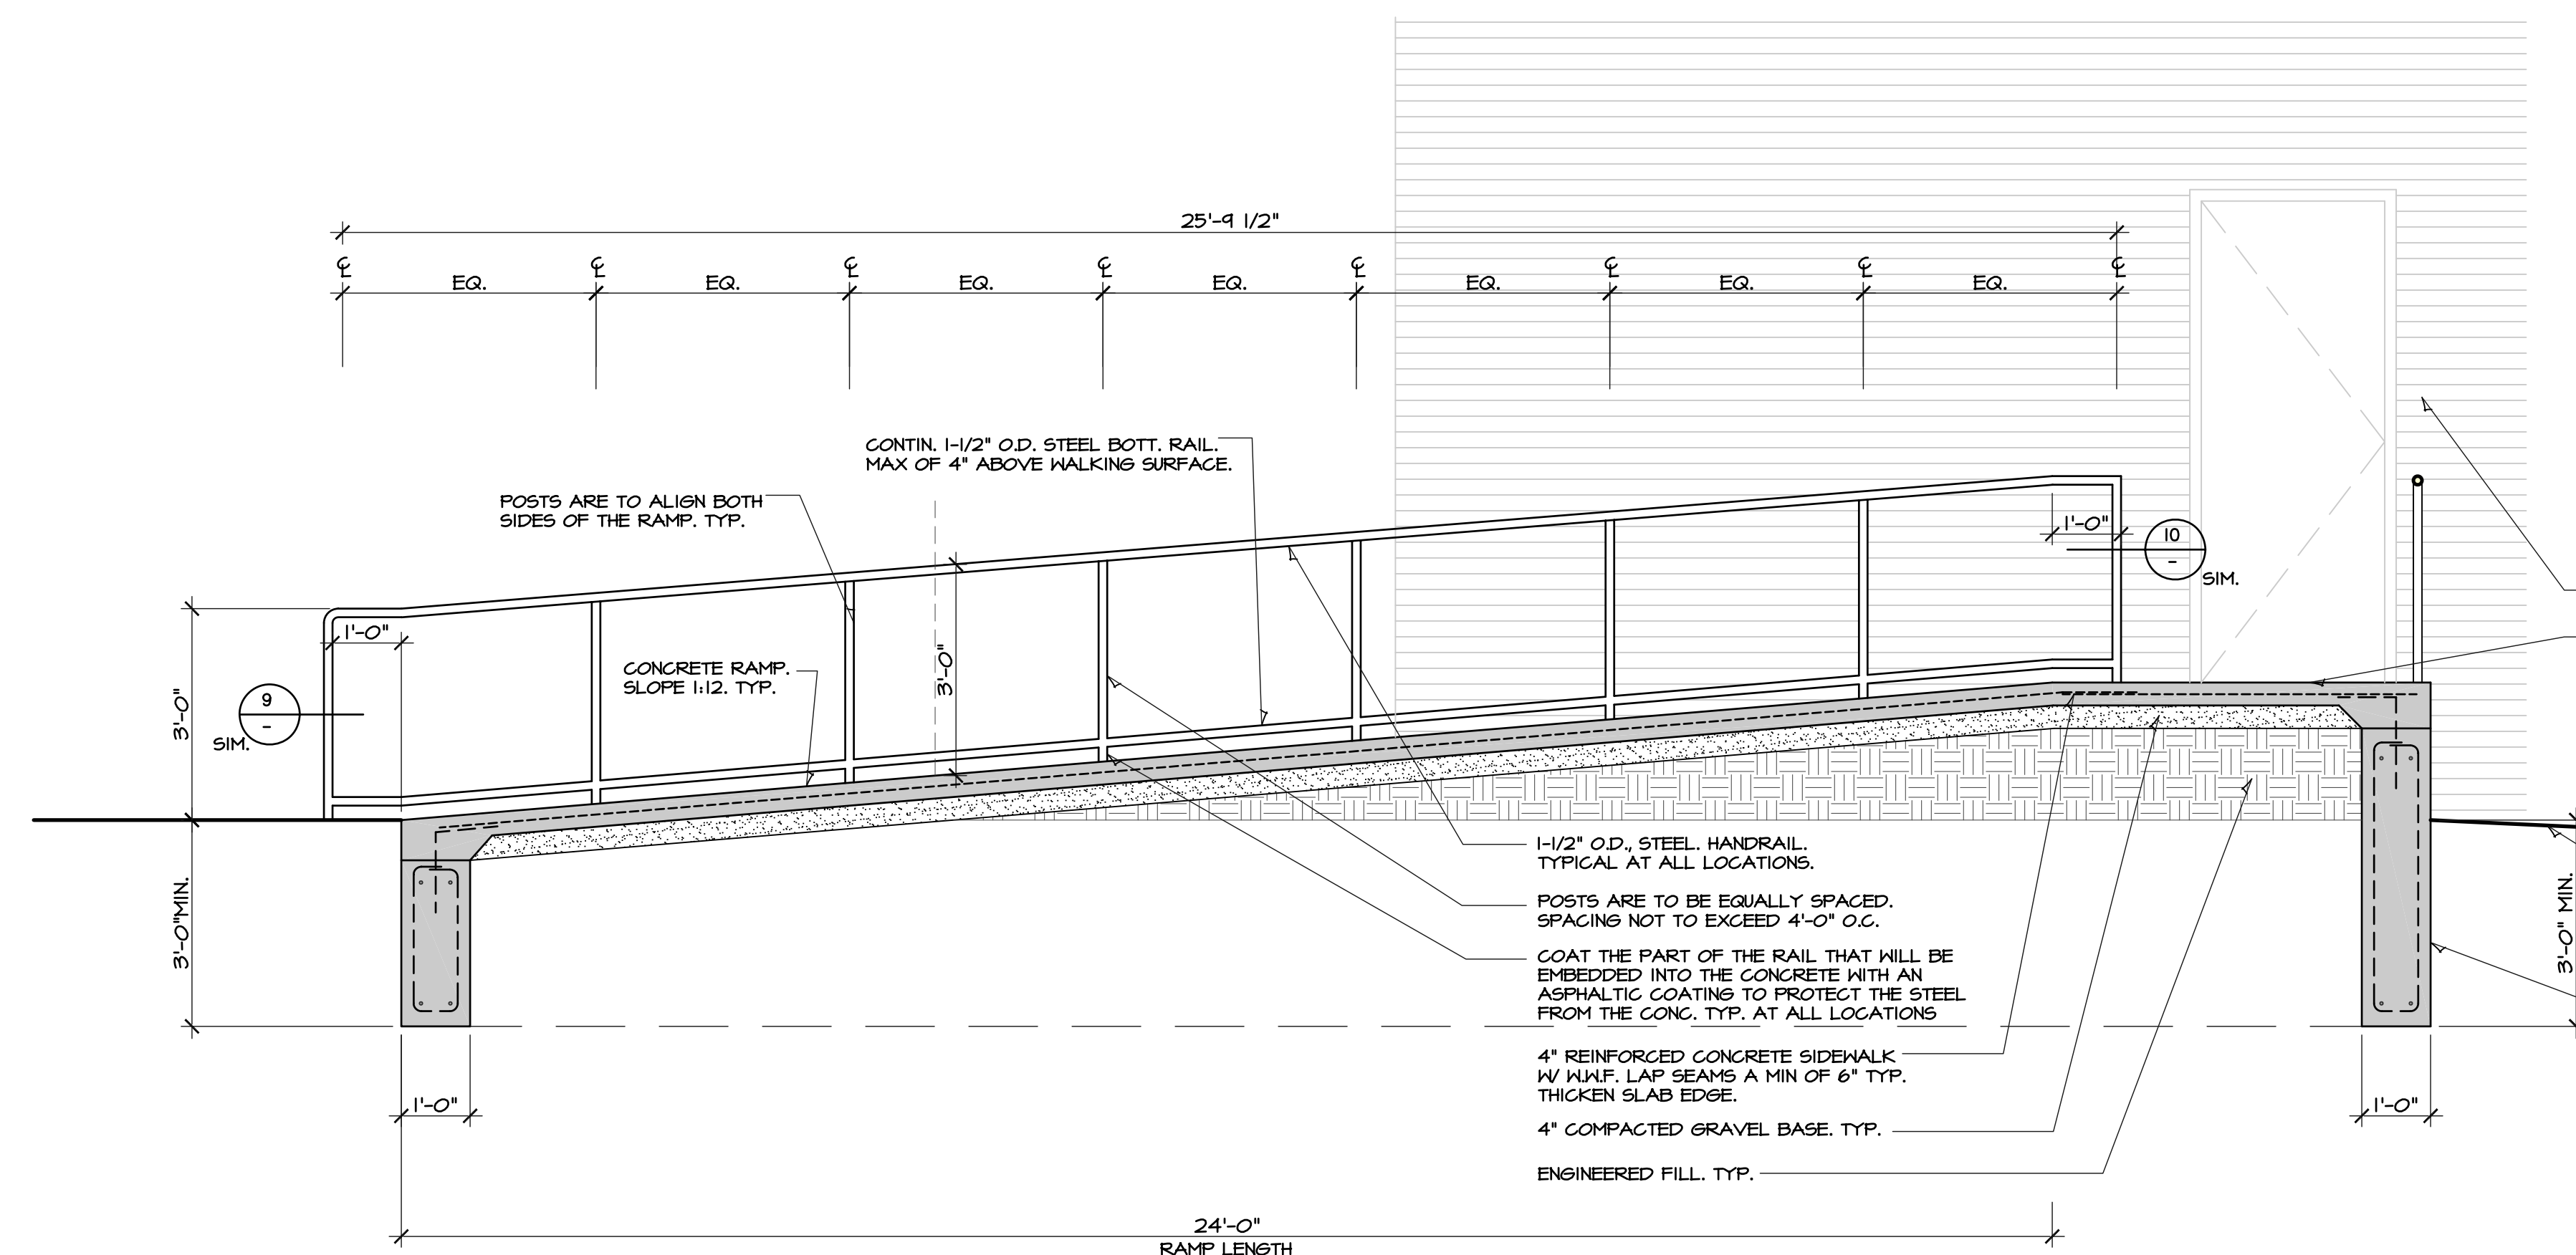 25'-9 1/2"
℄ ℄ ℄ ℄ ℄ ℄ ℄ ℄
EQ. EQ. EQ. EQ. EQ. EQ. EQ.
CONTIN. 1-1/2" O.D. STEEL BOTT. RAIL.
MAX OF 4" ABOVE WALKING SURFACE.
POSTS ARE TO ALIGN BOTH
SIDES OF THE RAMP. TYP.
1'-0"
10
-
SIM.
1'-0"
CONCRETE RAMP.
SLOPE 1:12. TYP.
3'-0"
3'-0"
9
-
SIM.
1-1/2" O.D., STEEL. HANDRAIL.
TYPICAL AT ALL LOCATIONS.
POSTS ARE TO BE EQUALLY SPACED.
SPACING NOT TO EXCEED 4'-0" O.C.
3'-0"MIN.
3'-0" MIN.
COAT THE PART OF THE RAIL THAT WILL BE
EMBEDDED INTO THE CONCRETE WITH AN
ASPHALTIC COATING TO PROTECT THE STEEL
FROM THE CONC. TYP. AT ALL LOCATIONS
4" REINFORCED CONCRETE SIDEWALK
W/ W.W.F. LAP SEAMS A MIN OF 6" TYP.
THICKEN SLAB EDGE.
1'-0"
1'-0"
4" COMPACTED GRAVEL BASE. TYP.
ENGINEERED FILL. TYP.
24'-0"
RAMP LENGTH